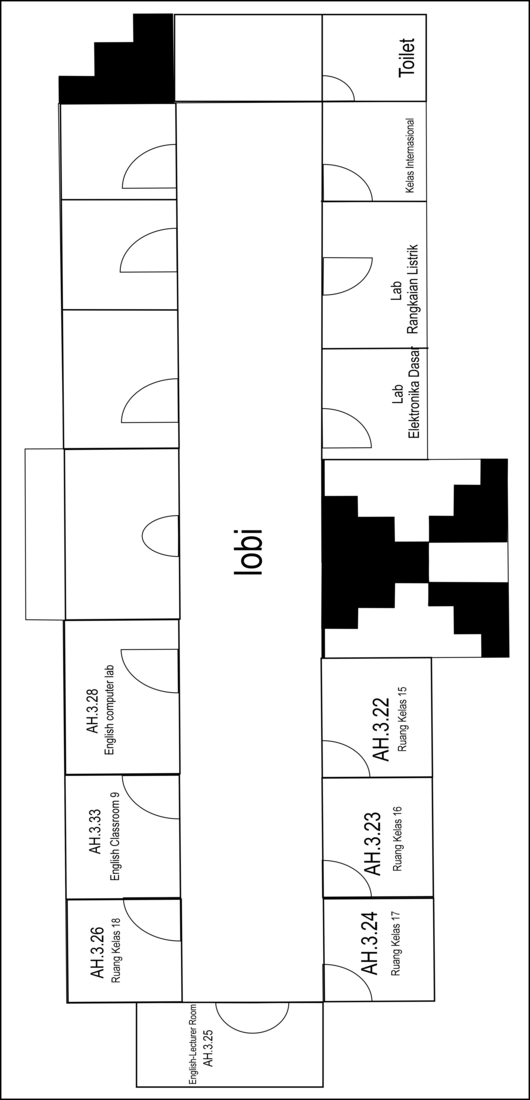 Toilet
Kelas Internasional
Lab
Rangkaian Listrik
Lab
Elektronika Dasar
lobi
AH.3.28
English computer lab
AH.3.22
Ruang Kelas 15
AH.3.33
English Classroom 9
AH.3.23
Ruang Kelas 16
AH.3.26
Ruang Kelas 18
AH.3.24
Ruang Kelas 17
English-Lecturer Room
AH.3.25